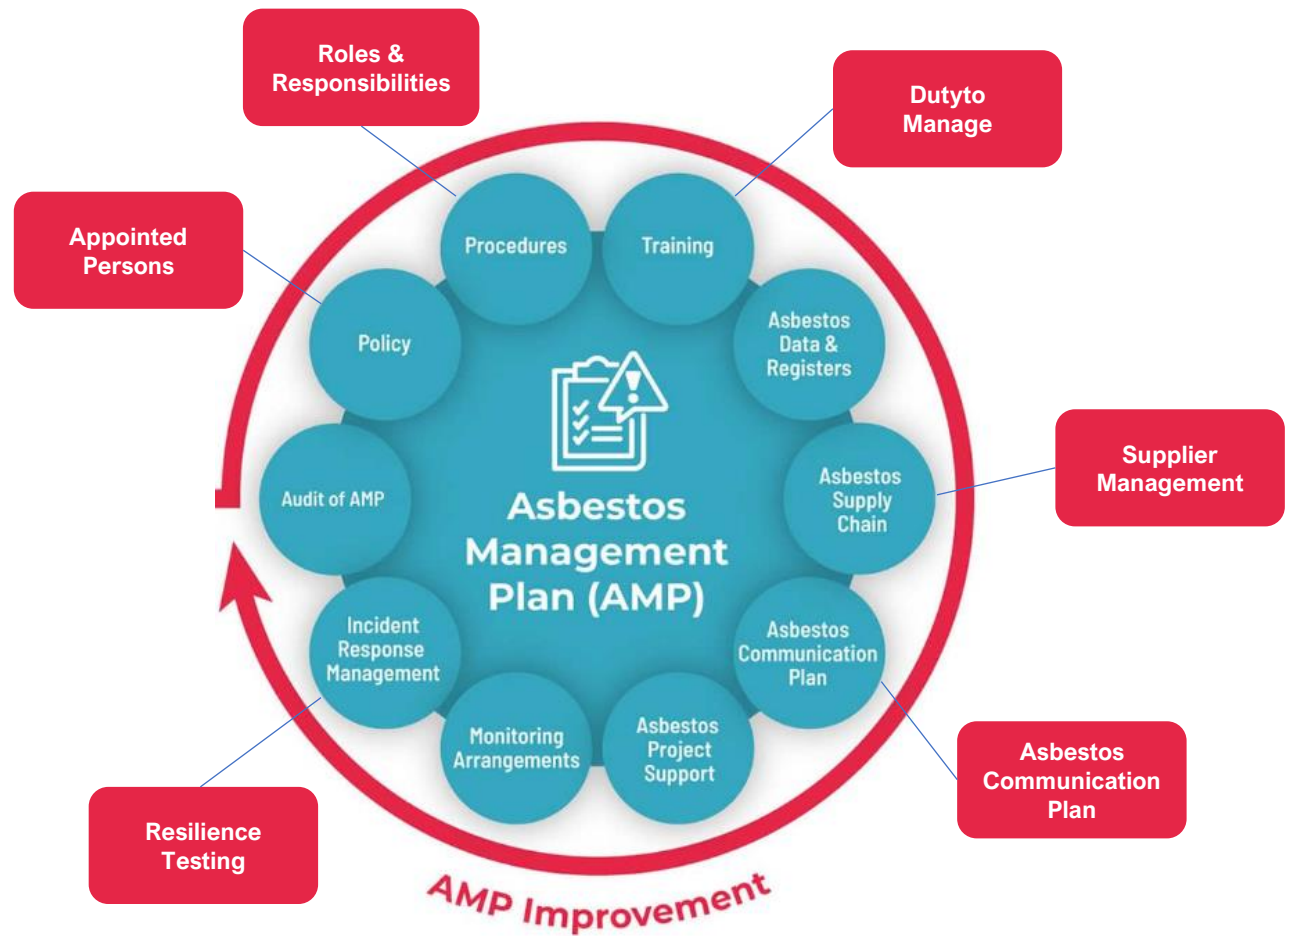 Roles &
Responsibilities
Dutyto
Manage
Appointed
Persons
Procedures
Training
Policy
Asbestos
Data &
Registers
Supplier
Management
Audit of AMP
Asbestos
Management
Plan (AMP)
Asbestos
Supply
Chain
Incident
Response
Management
Asbestos
Communication
Plan
Monitoring
Arrangements
Asbestos
Project
Support
Asbestos
Communication
Plan
Resilience
Testing
AMP Improvement